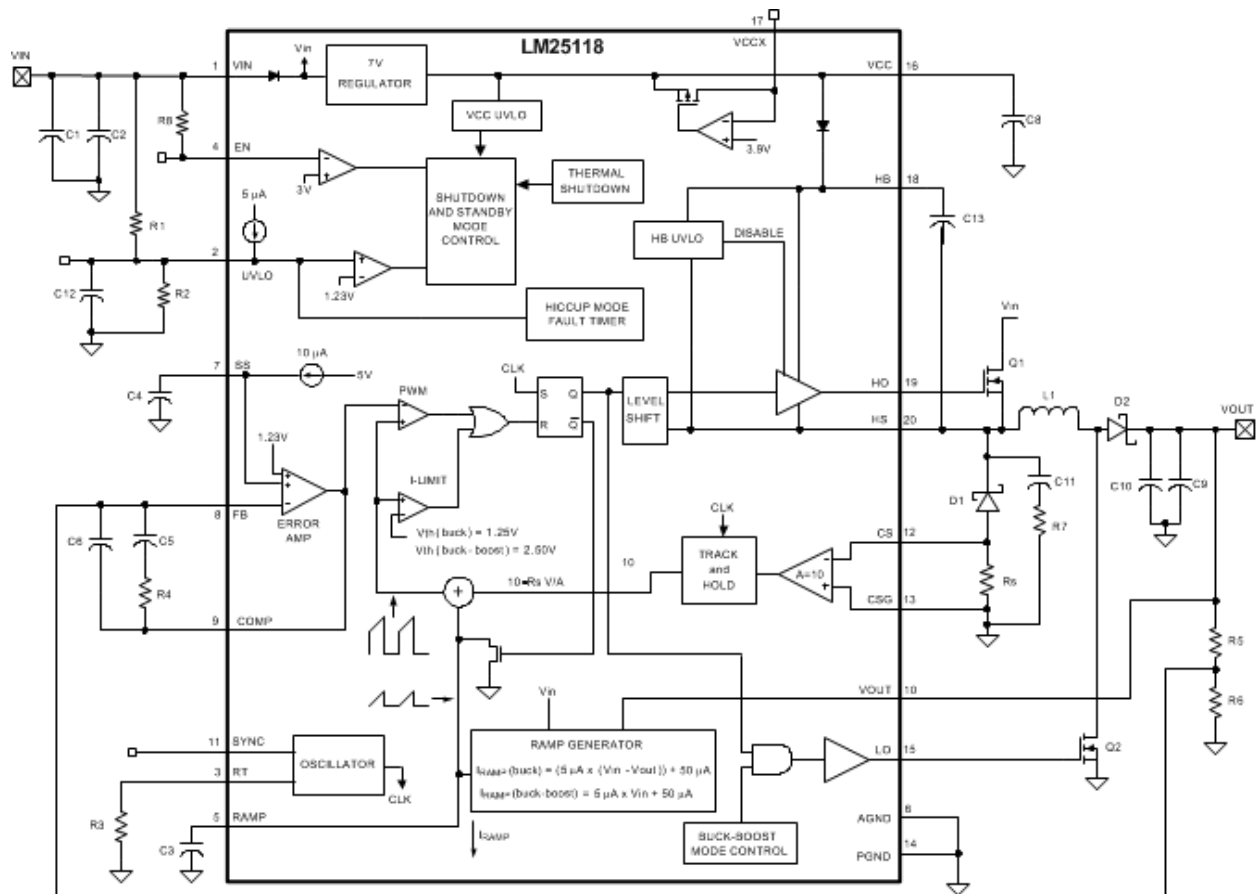 LM25118
17
VCCX
VIN
1 VIN
Vin
7V
REGULATOR
VCC 16
C1
C2
R8
VCC UVLO
3.9V
C8
4 EN
3V
THERMAL
SHUTDOWN
SHUTDOWN
AND STANDBY
MODE
CONTROL
HB 18
5 µA
R1
HB UVLO
DISABLE
C13
2
UVLO
1.23V
C12
R2
HICCUP MODE
FAULT TIMER
Vin
7 SS
10 µA
5V
C4
CLK
PWM
S Q
R Q
LEVEL
SHIFT
HO 19
Q1
HS 20
L1
D2
VOUT
1.23V
I-LIMIT
ERROR
AMP
8 FB
C6
C5
R4
Vth(buck) = 1.25V
Vth(buck-boost) = 2.50V
D1
C11
R7
C10
C9
CLK
TRACK
and
HOLD
A=10
CS 12
Rs
CSG 13
10
10 Rs V/A
9 COMP
R5
R6
VOUT 10
Vin
RAMP GENERATOR
IRAMP(buck) = (5 µA x (Vin -Vout)) + 50 µA
IRAMP(buck-boost) = 5 µA x Vin + 50 µA
11 SYNC
OSCILLATOR
3 RT
CLK
R3
5 RAMP
C3
IRAMP
LO 15
Q2
BUCK-BOOST
MODE CONTROL
6
AGND
14
PGND